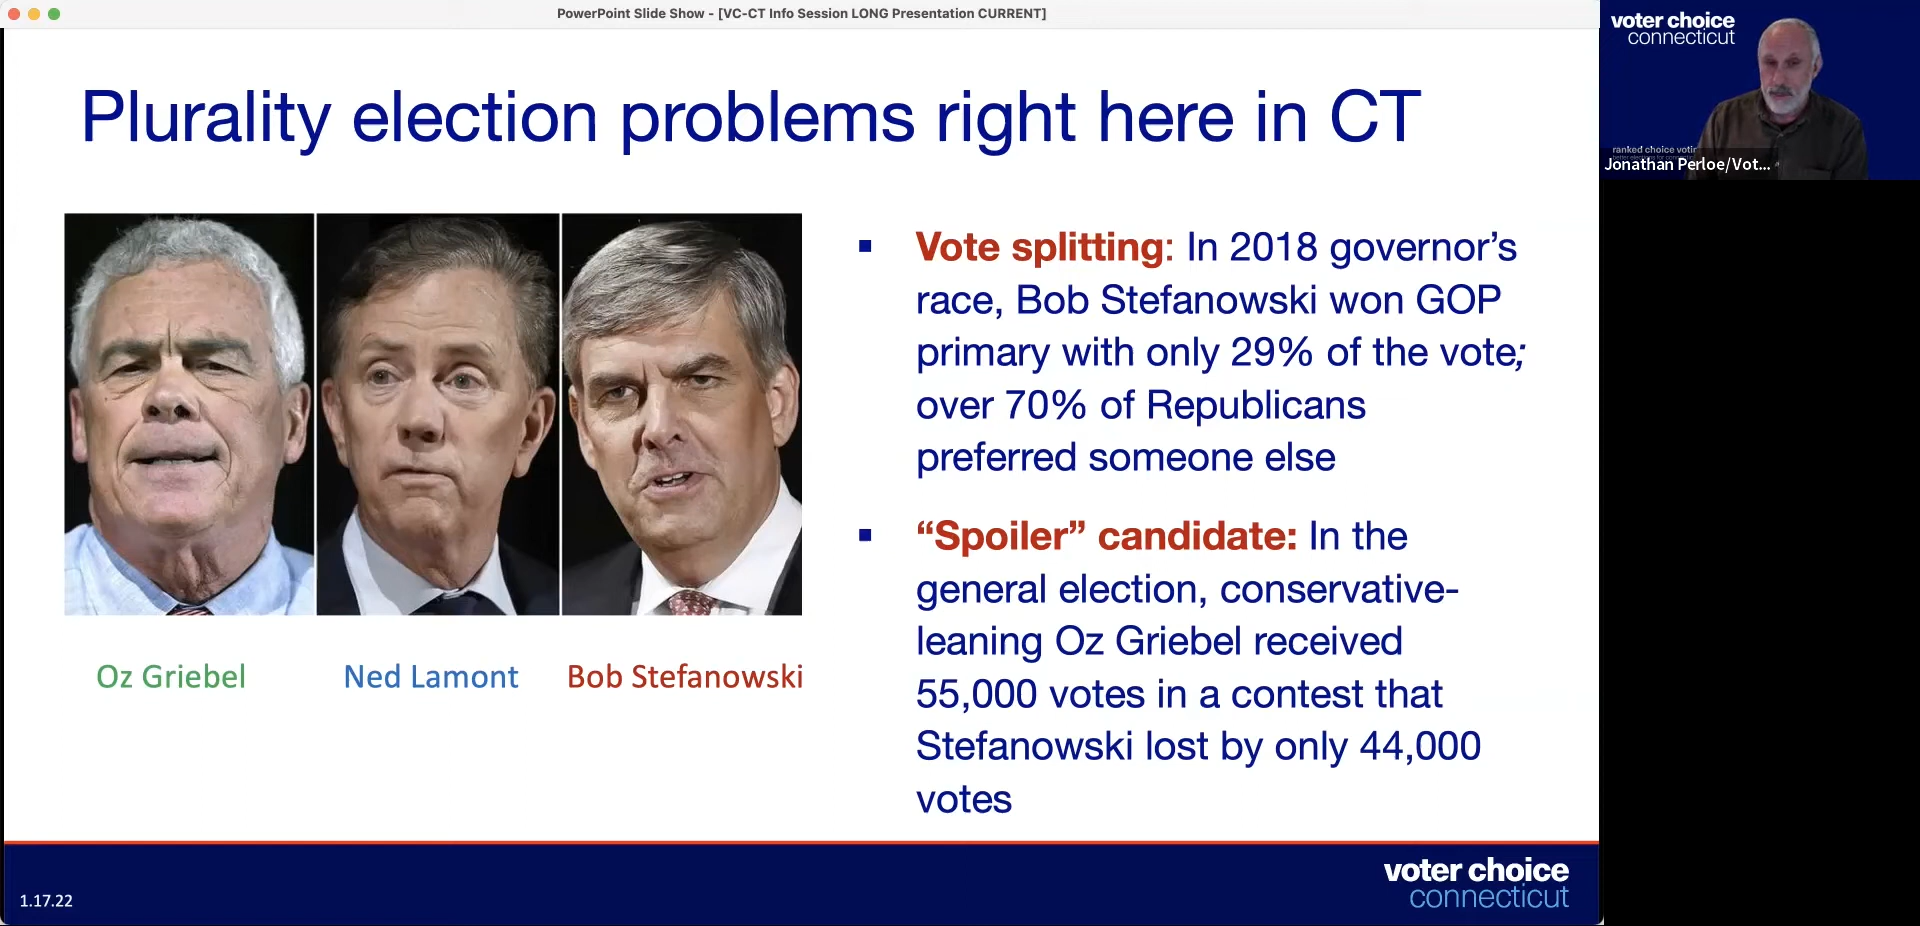 PowerPoint Slide Show - [VC-CT Info Session LONG Presentation CURRENT]
Plurality election problems right here in CT
▪ Vote splitting: In 2018 governor’s
race, Bob Stefanowski won GOP
primary with only 29% of the vote;
over 70% of Republicans
preferred someone else
▪ “Spoiler” candidate: In the
general election, conservative-
leaning Oz Griebel received
55,000 votes in a contest that
Stefanowski lost by only 44,000
votes
Oz Griebel
Ned Lamont
Bob Stefanowski
1.17.22
voter choice
connecticut
voter choice
connecticut
ranked choice votin
Jonathan Perloe/Vot...